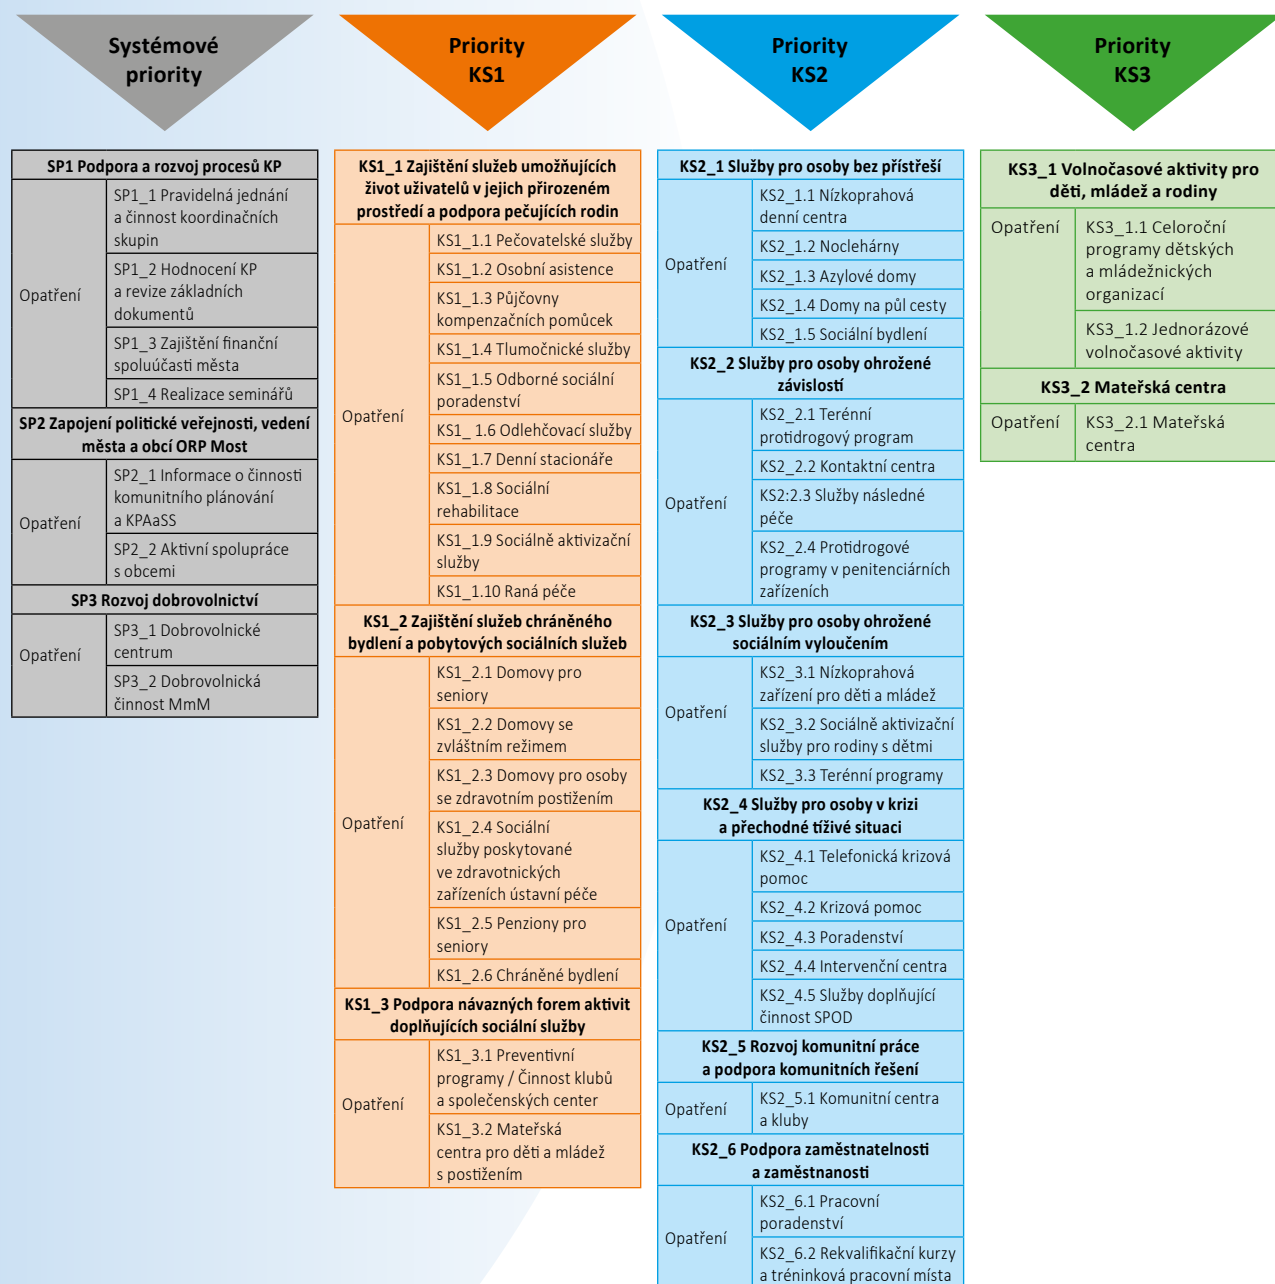 Systémové
priority
SP1 Podpora a rozvoj procesů KP
Opatření
SP1_1 Pravidelná jednání
a činnost koordinačních
skupin
SP1_2 Hodnocení KP
a revize základních
dokumentů
SP1_3 Zajištění finanční
spoluúčasti města
SP1_4 Realizace seminářů
SP2 Zapojení politické veřejnosti, vedení
města a obcí ORP Most
Opatření
SP2_1 Informace o činnosti
komunitního plánování
a KPAaSS
SP2_2 Aktivní spolupráce
s obcemi
SP3 Rozvoj dobrovolnictví
Opatření
SP3_1 Dobrovolnické
centrum
SP3_2 Dobrovolnická
činnost MmM
Priority
KS1
KS1_1 Zajištění služeb umožňujících
život uživatelů v jejich přirozeném
prostředí a podpora pečujících rodin
Opatření
KS1_1.1 Pečovatelské služby
KS1_1.2 Osobní asistence
KS1_1.3 Půjčovny
kompenzačních pomůcek
KS1_1.4 Tlumočnické služby
KS1_1.5 Odborné sociální
poradenství
KS1_ 1.6 Odlehčovací služby
KS1_1.7 Denní stacionáře
KS1_1.8 Sociální
rehabilitace
KS1_1.9 Sociálně aktivizační
služby
KS1_1.10 Raná péče
KS1_2 Zajištění služeb chráněného
bydlení a pobytových sociálních služeb
Opatření
KS1_2.1 Domovy pro
seniory
KS1_2.2 Domovy se
zvláštním režimem
KS1_2.3 Domovy pro osoby
se zdravotním postižením
KS1_2.4 Sociální
služby poskytované
ve zdravotnických
zařízeních ústavní péče
KS1_2.5 Penziony pro
seniory
KS1_2.6 Chráněné bydlení
KS1_3 Podpora návazných forem aktivit
doplňujících sociální služby
Opatření
KS1_3.1 Preventivní
programy / Činnost klubů
a společenských center
KS1_3.2 Mateřská
centra pro děti a mládež
s postižením
Priority
KS2
KS2_1 Služby pro osoby bez přístřeší
Opatření
KS2_1.1 Nízkoprahová
denní centra
KS2_1.2 Noclehárny
KS2_1.3 Azylové domy
KS2_1.4 Domy na půl cesty
KS2_1.5 Sociální bydlení
KS2_2 Služby pro osoby ohrožené
závislostí
Opatření
KS2_2.1 Terénní
protidrogový program
KS2_2.2 Kontaktní centra
KS2:2.3 Služby následné
péče
KS2_2.4 Protidrogové
programy v penitenciárních
zařízeních
KS2_3 Služby pro osoby ohrožené
sociálním vyloučením
Opatření
KS2_3.1 Nízkoprahová
zařízení pro děti a mládež
KS2_3.2 Sociálně aktivizační
služby pro rodiny s dětmi
KS2_3.3 Terénní programy
KS2_4 Služby pro osoby v krizi
a přechodné tíživé situaci
Opatření
KS2_4.1 Telefonická krizová
pomoc
KS2_4.2 Krizová pomoc
KS2_4.3 Poradenství
KS2_4.4 Intervenční centra
KS2_4.5 Služby doplňující
činnost SPOD
KS2_5 Rozvoj komunitní práce
a podpora komunitních řešení
Opatření
KS2_5.1 Komunitní centra
a kluby
KS2_6 Podpora zaměstnatelnosti
a zaměstnanosti
Opatření
KS2_6.1 Pracovní
poradenství
KS2_6.2 Rekvalifikační kurzy
a tréninková pracovní místa
Priority
KS3
KS3_1 Volnočasové aktivity pro
děti, mládež a rodiny
Opatření
KS3_1.1 Celoroční
programy dětských
a mládežnických
organizací
KS3_1.2 Jednorázové
volnočasové aktivity
KS3_2 Mateřská centra
Opatření
KS3_2.1 Mateřská
centra